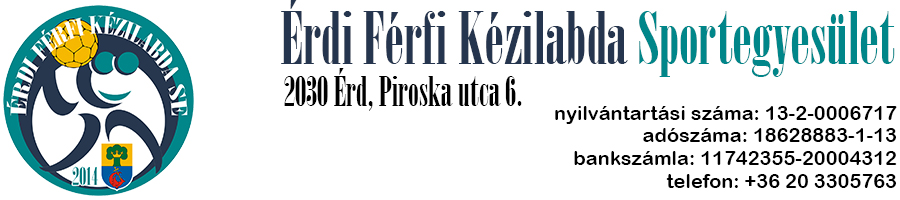 ÉRDI FÉRFI KÉZILABDA SE
2014
Érdi Férfi Kézilabda Sportegyesület
2030 Érd, Piroska utca 6.
nyilvántartási száma: 13-2-0006717
adószáma: 18628883-1-13
bankszámla: 11742355-20004312
telefon: +36 20 3305763